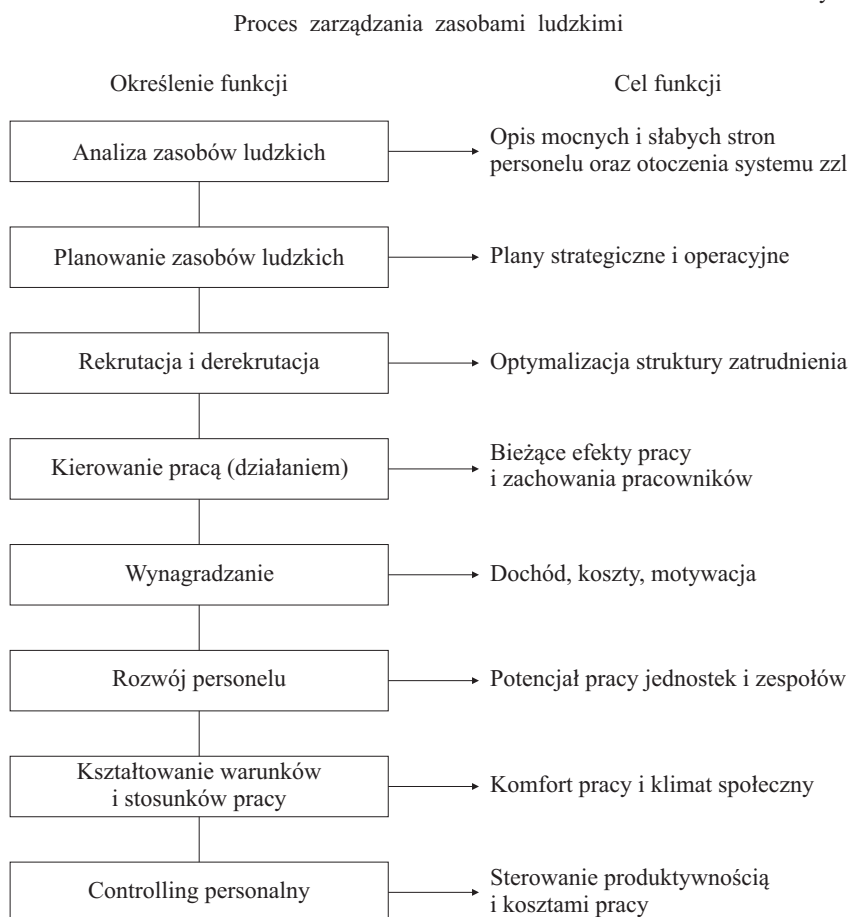 Proces zarządzania zasobami ludzkimi
Określenie funkcji
Cel funkcji
Analiza zasobów ludzkich
Opis mocnych i słabych stron
personelu oraz otoczenia systemu zzl
Planowanie zasobów ludzkich
Plany strategiczne i operacyjne
Rekrutacja i derekrutacja
Optymalizacja struktury zatrudnienia
Kierowanie pracą (działaniem)
Bieżące efekty pracy
i zachowania pracowników
Wynagradzanie
Dochód, koszty, motywacja
Rozwój personelu
Potencjał pracy jednostek i zespołów
Kształtowanie warunków
i stosunków pracy
Komfort pracy i klimat społeczny
Controlling personalny
Sterowanie produktywnością
i kosztami pracy